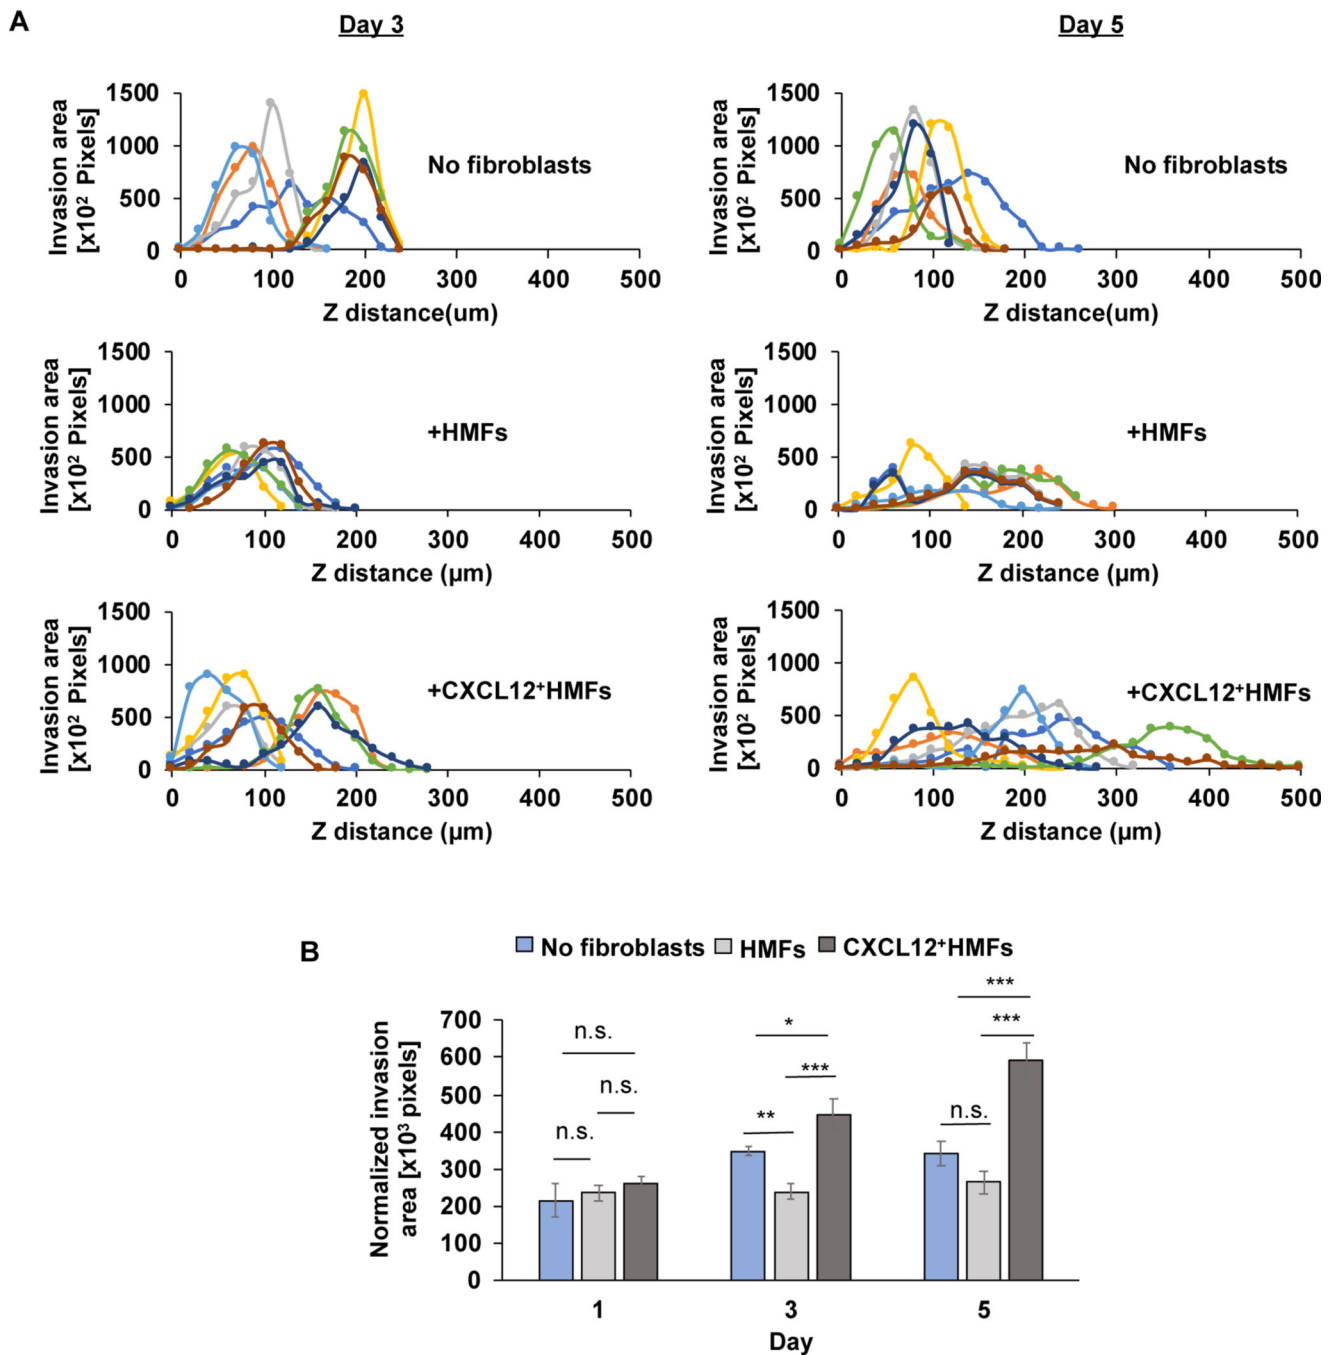 A
Day 3
Day 5
Invasion area
[x10² Pixels]
1500
1000
500
0
No fibroblasts
0 100 200 300 400 500
Z distance(um)
Invasion area
[x10² Pixels]
1500
1000
500
0
No fibroblasts
0 100 200 300 400 500
Z distance(um)
Invasion area
[x10² Pixels]
1500
1000
500
0
+HMFs
0 100 200 300 400 500
Z distance (µm)
Invasion area
[x10² Pixels]
1500
1000
500
0
+HMFs
0 100 200 300 400 500
Z distance (µm)
Invasion area
[x10² Pixels]
1500
1000
500
0
+CXCL12⁺HMFs
0 100 200 300 400 500
Z distance (µm)
Invasion area
[x10² Pixels]
1500
1000
500
0
+CXCL12⁺HMFs
0 100 200 300 400 500
Z distance (µm)
B
No fibroblasts HMFs CXCL12⁺HMFs
Normalized invasion
area [x10³ pixels]
700
600
500
400
300
200
100
0
n.s.
n.s.
n.s.
*
***
**
***
***
n.s.
1 3 5
Day